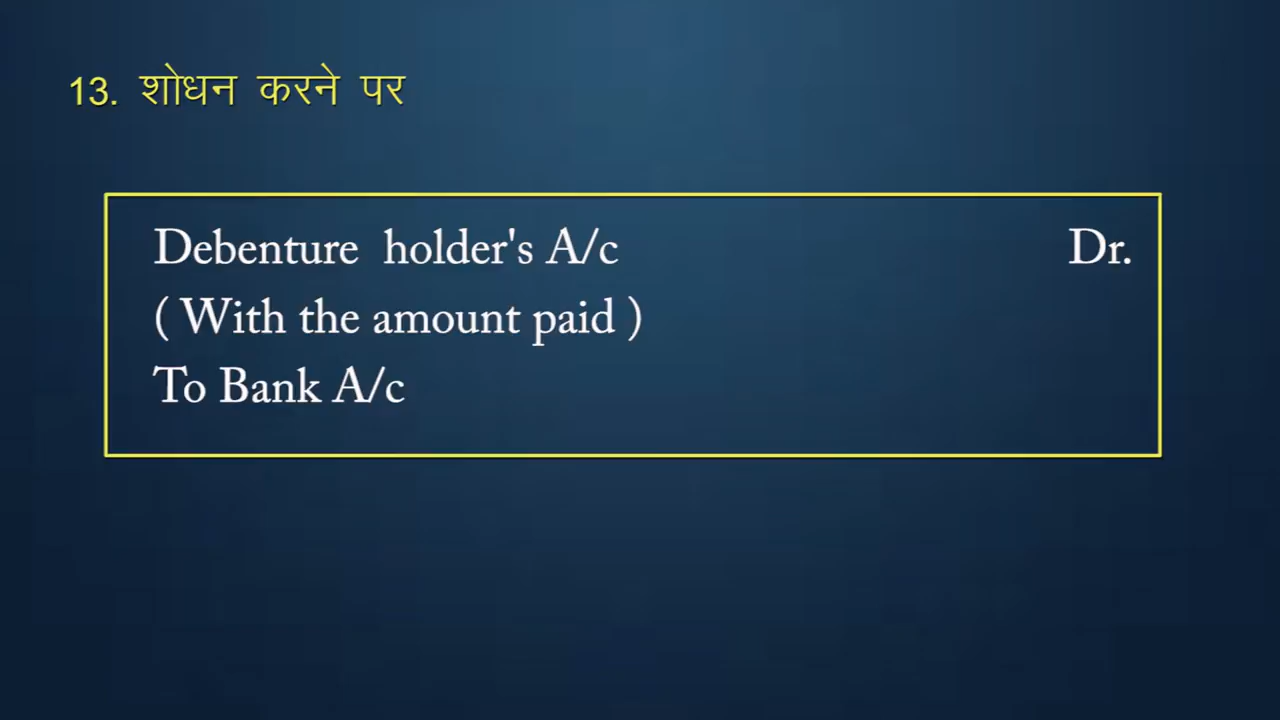 13. शोधन करने पर
Debenture holder's A/c Dr.
( With the amount paid )
To Bank A/c